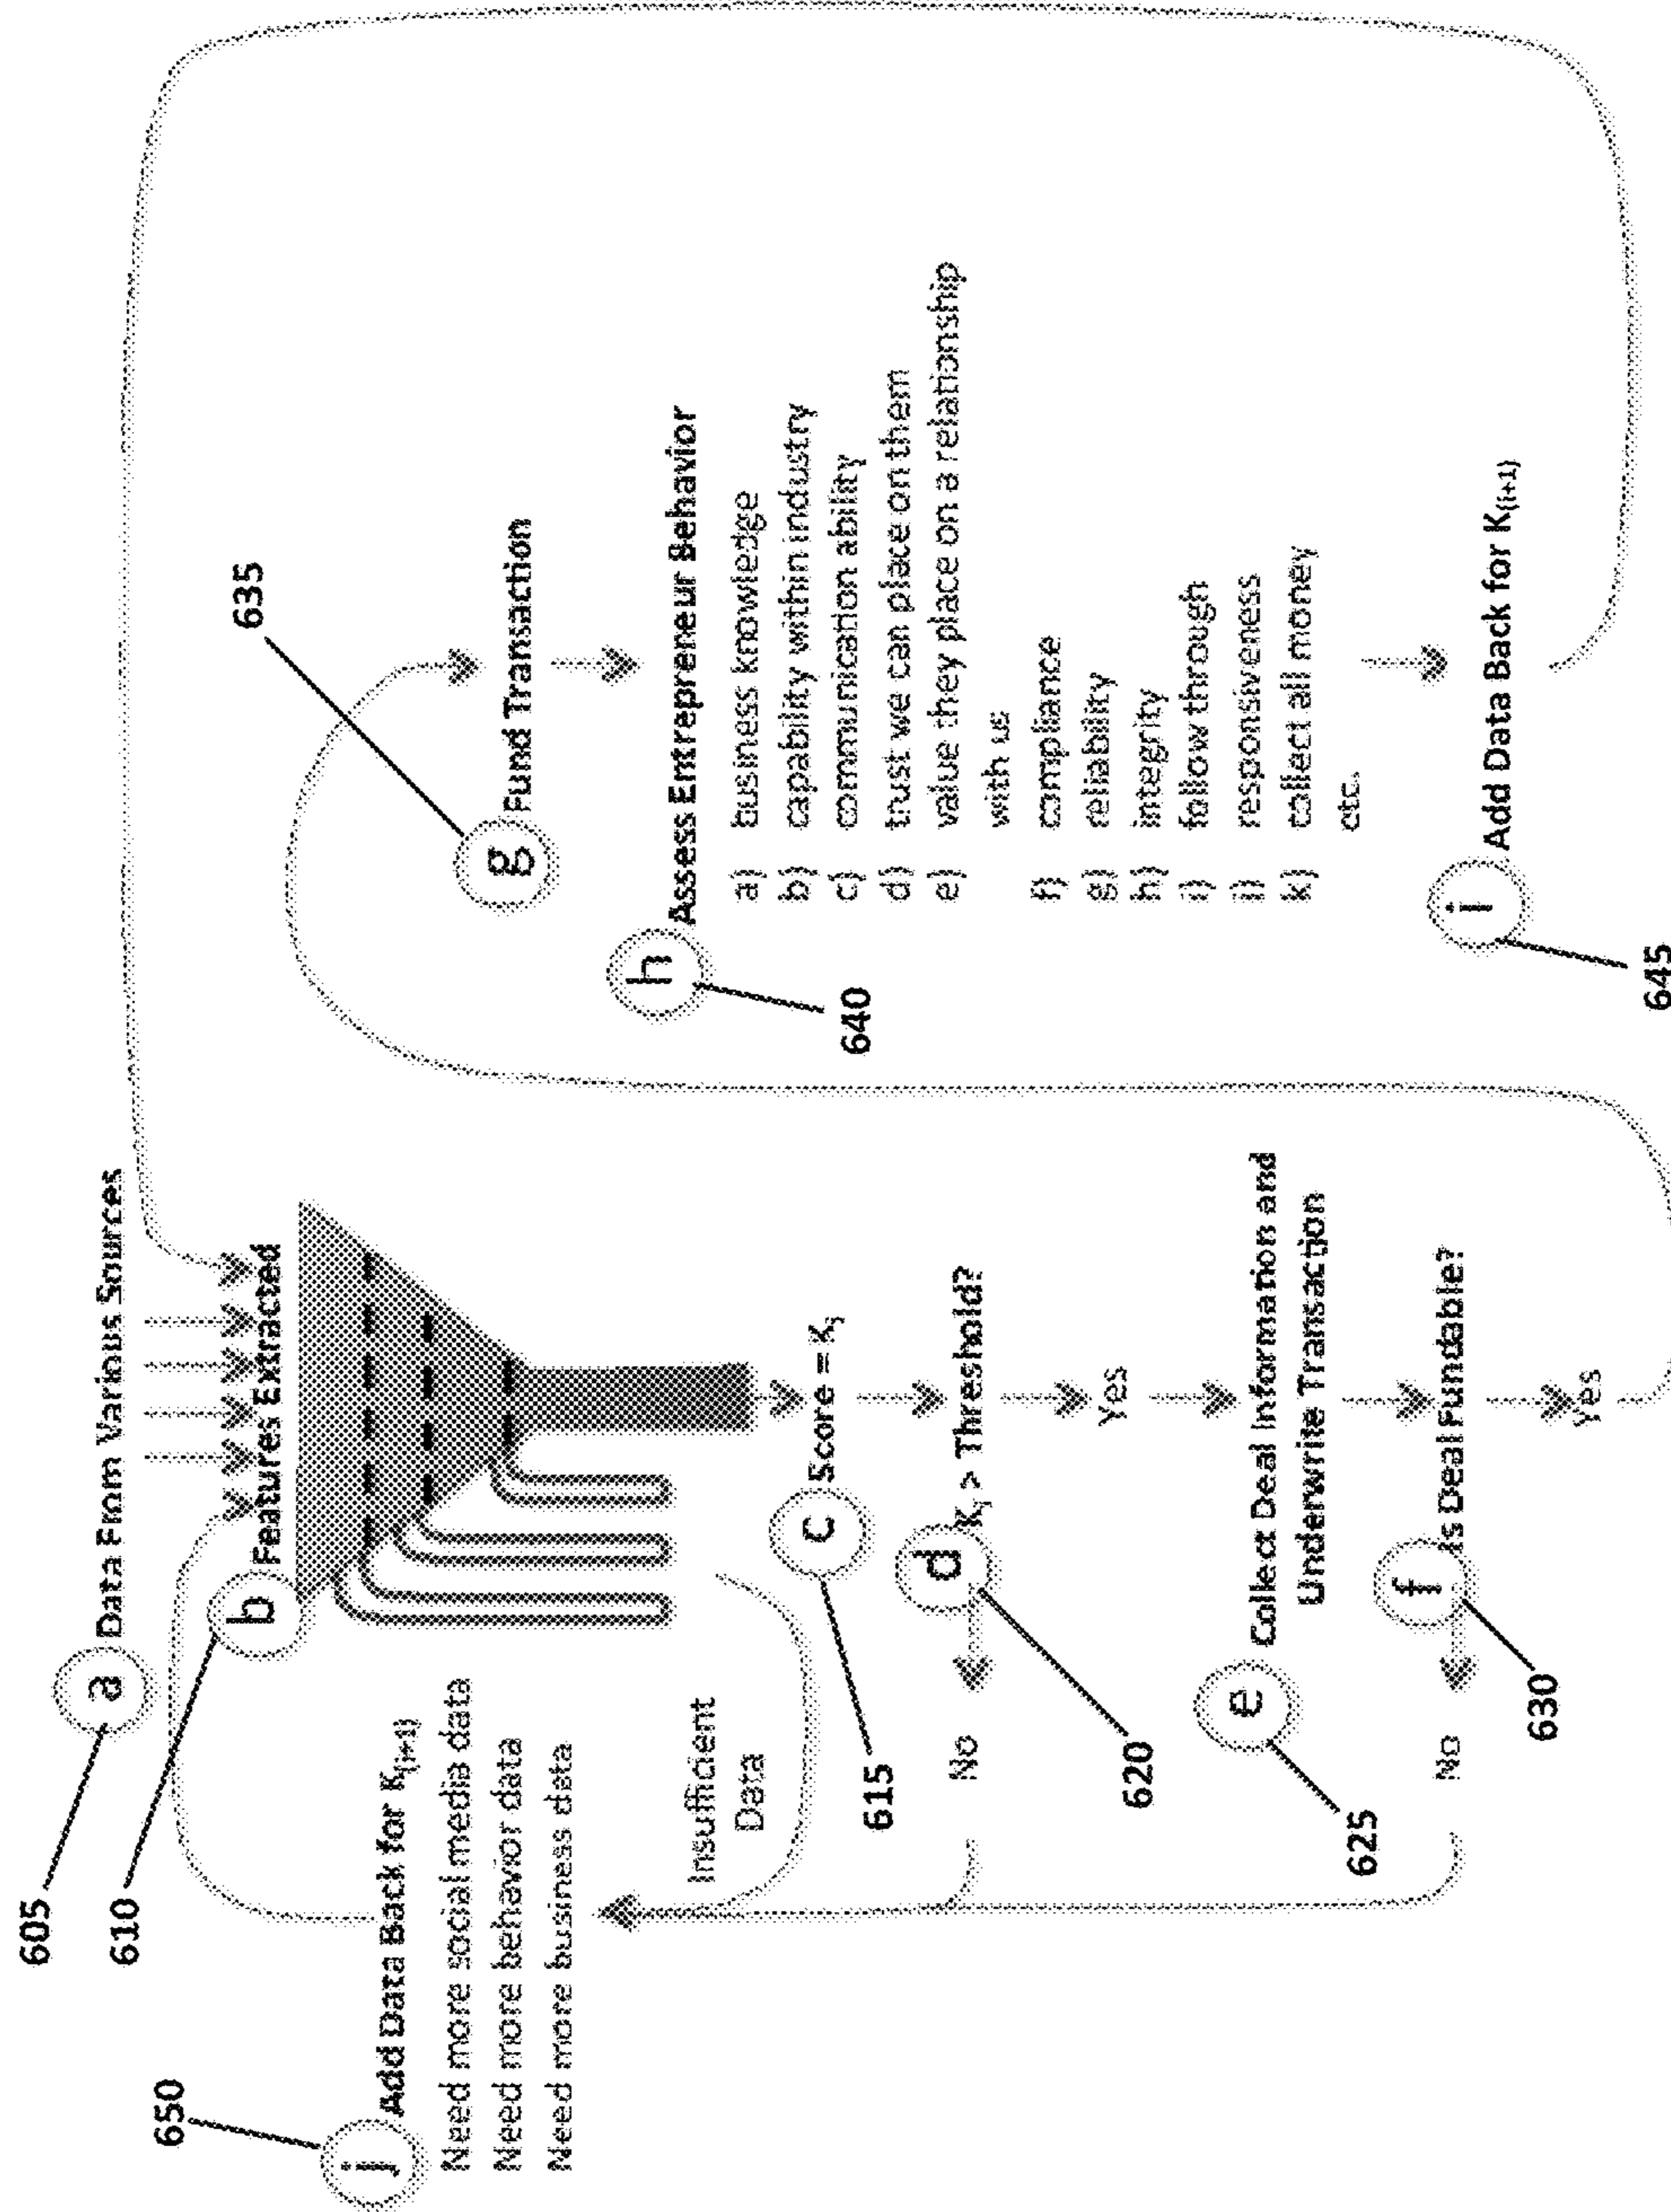 605
a Data From Various Sources
610
b Features Extracted
650
j Add Data Back for K(i+1)
Need more social media data
Need more behavior data
Need more business data
Insufficient
Data
c Score = Ki
615
d Ki > Threshold?
No
620
Yes
e Collect Deal Information and
Underwrite Transaction
625
f Is Deal Fundable?
No
630
Yes
635
g Fund Transaction
h Assess Entrepreneur Behavior
640
a) business knowledge
b) capability within industry
c) communication ability
d) trust we can place on them
e) value they place on a relationship
with us
f) compliance
g) reliability
h) integrity
i) follow through
j) responsiveness
k) collect all money
etc.
i Add Data Back for K(i+1)
645